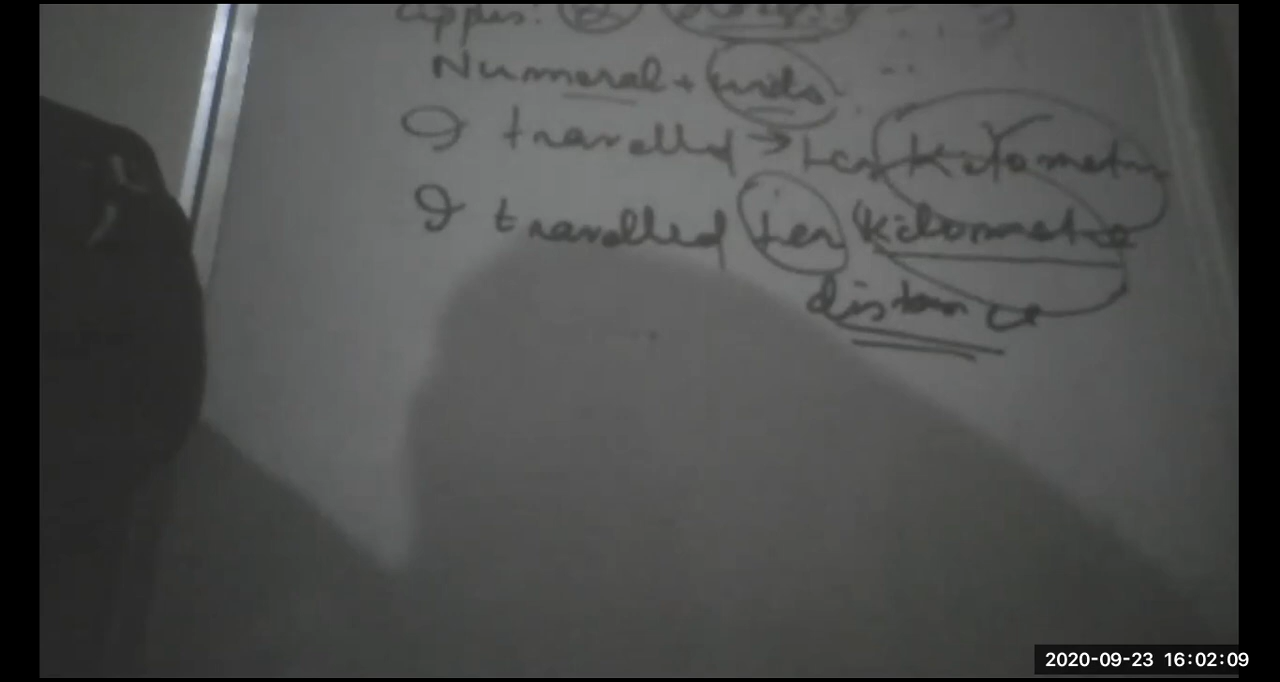 Numeral + units
I travelled → ten Kilometre
I travelled ten Kilometre
distance
2020-09-23 16:02:09